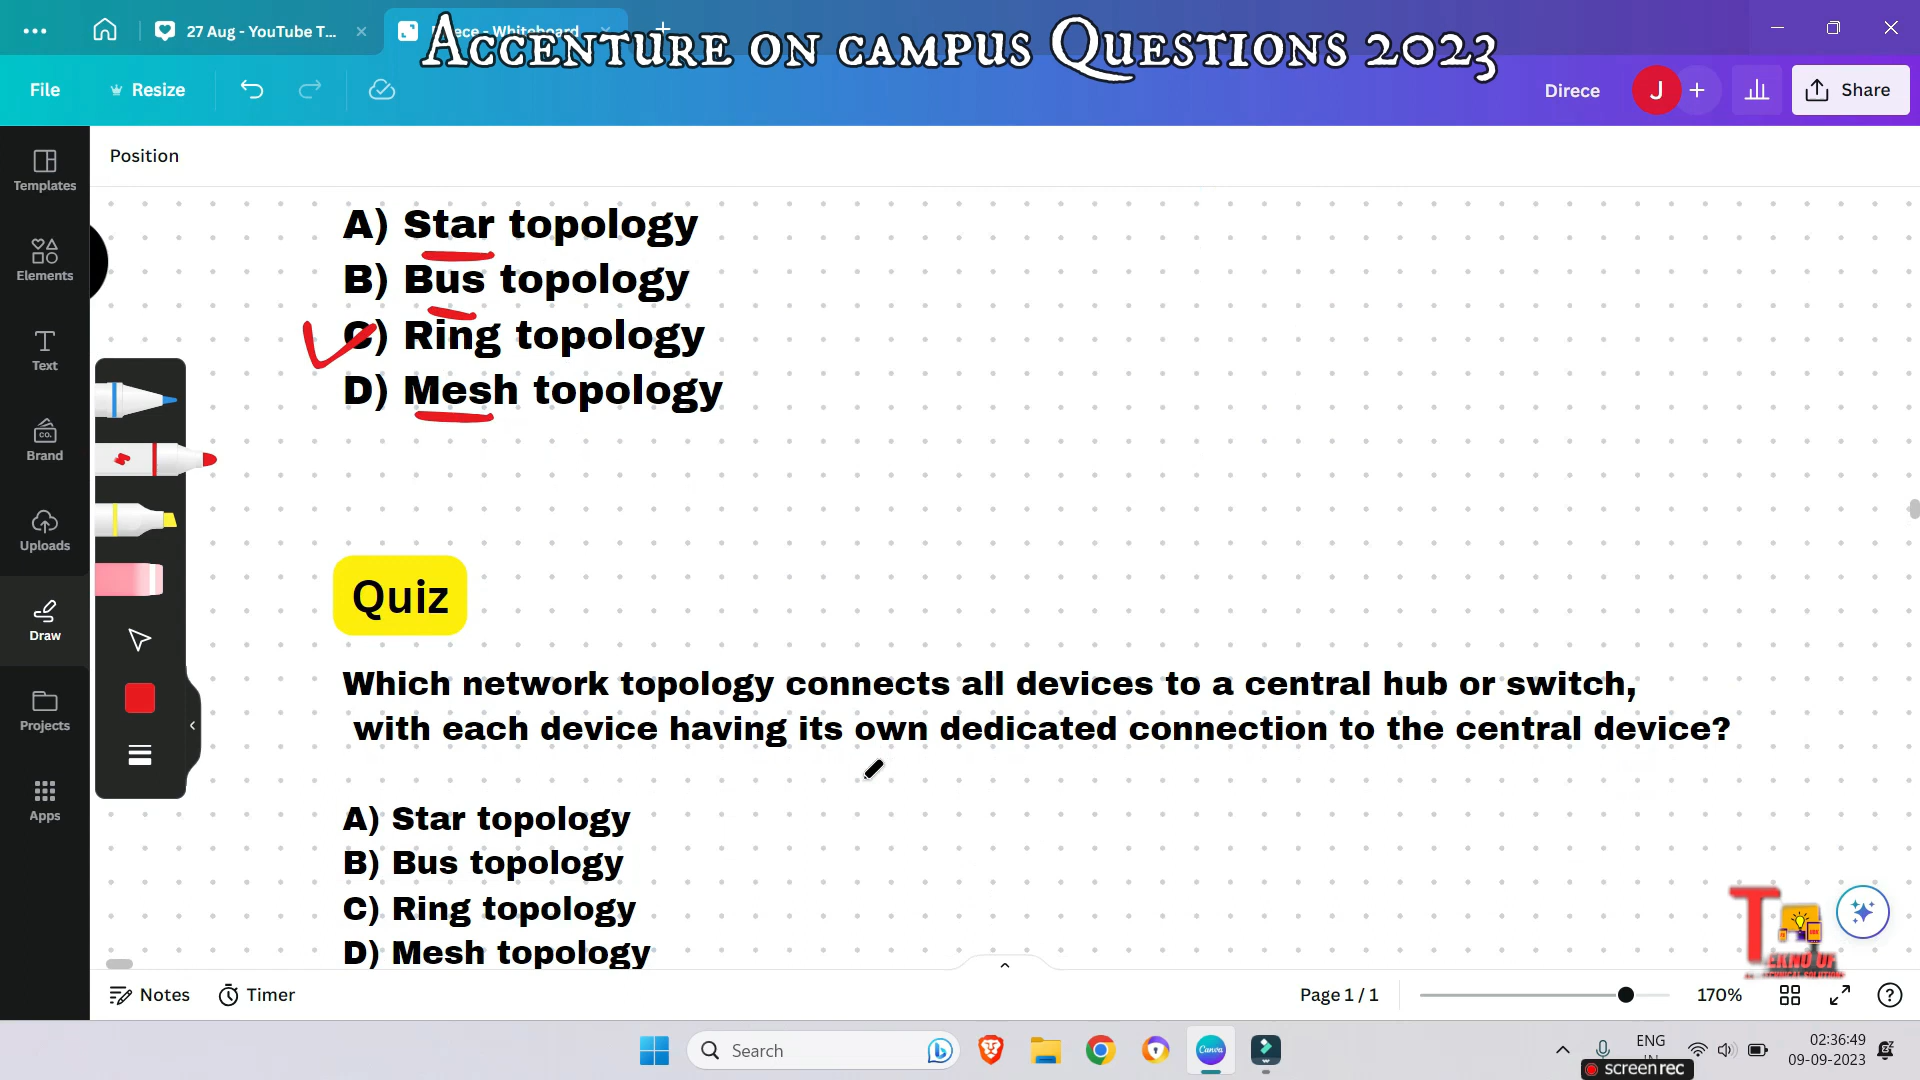 27 Aug - YouTube T...
Whiteboard
Accenture on campus Questions 2023
File
Resize
Direce
J
Share
Templates
Elements
Text
CO.
Brand
Uploads
Draw
Projects
Apps
Position
A) Star topology
B) Bus topology
C) Ring topology
D) Mesh topology
Quiz
Which network topology connects all devices to a central hub or switch,
with each device having its own dedicated connection to the central device?
A) Star topology
B) Bus topology
C) Ring topology
D) Mesh topology
Notes
Timer
Page 1 / 1
170%
Search
Canva
ENG
02:36:49
09-09-2023
screenrec